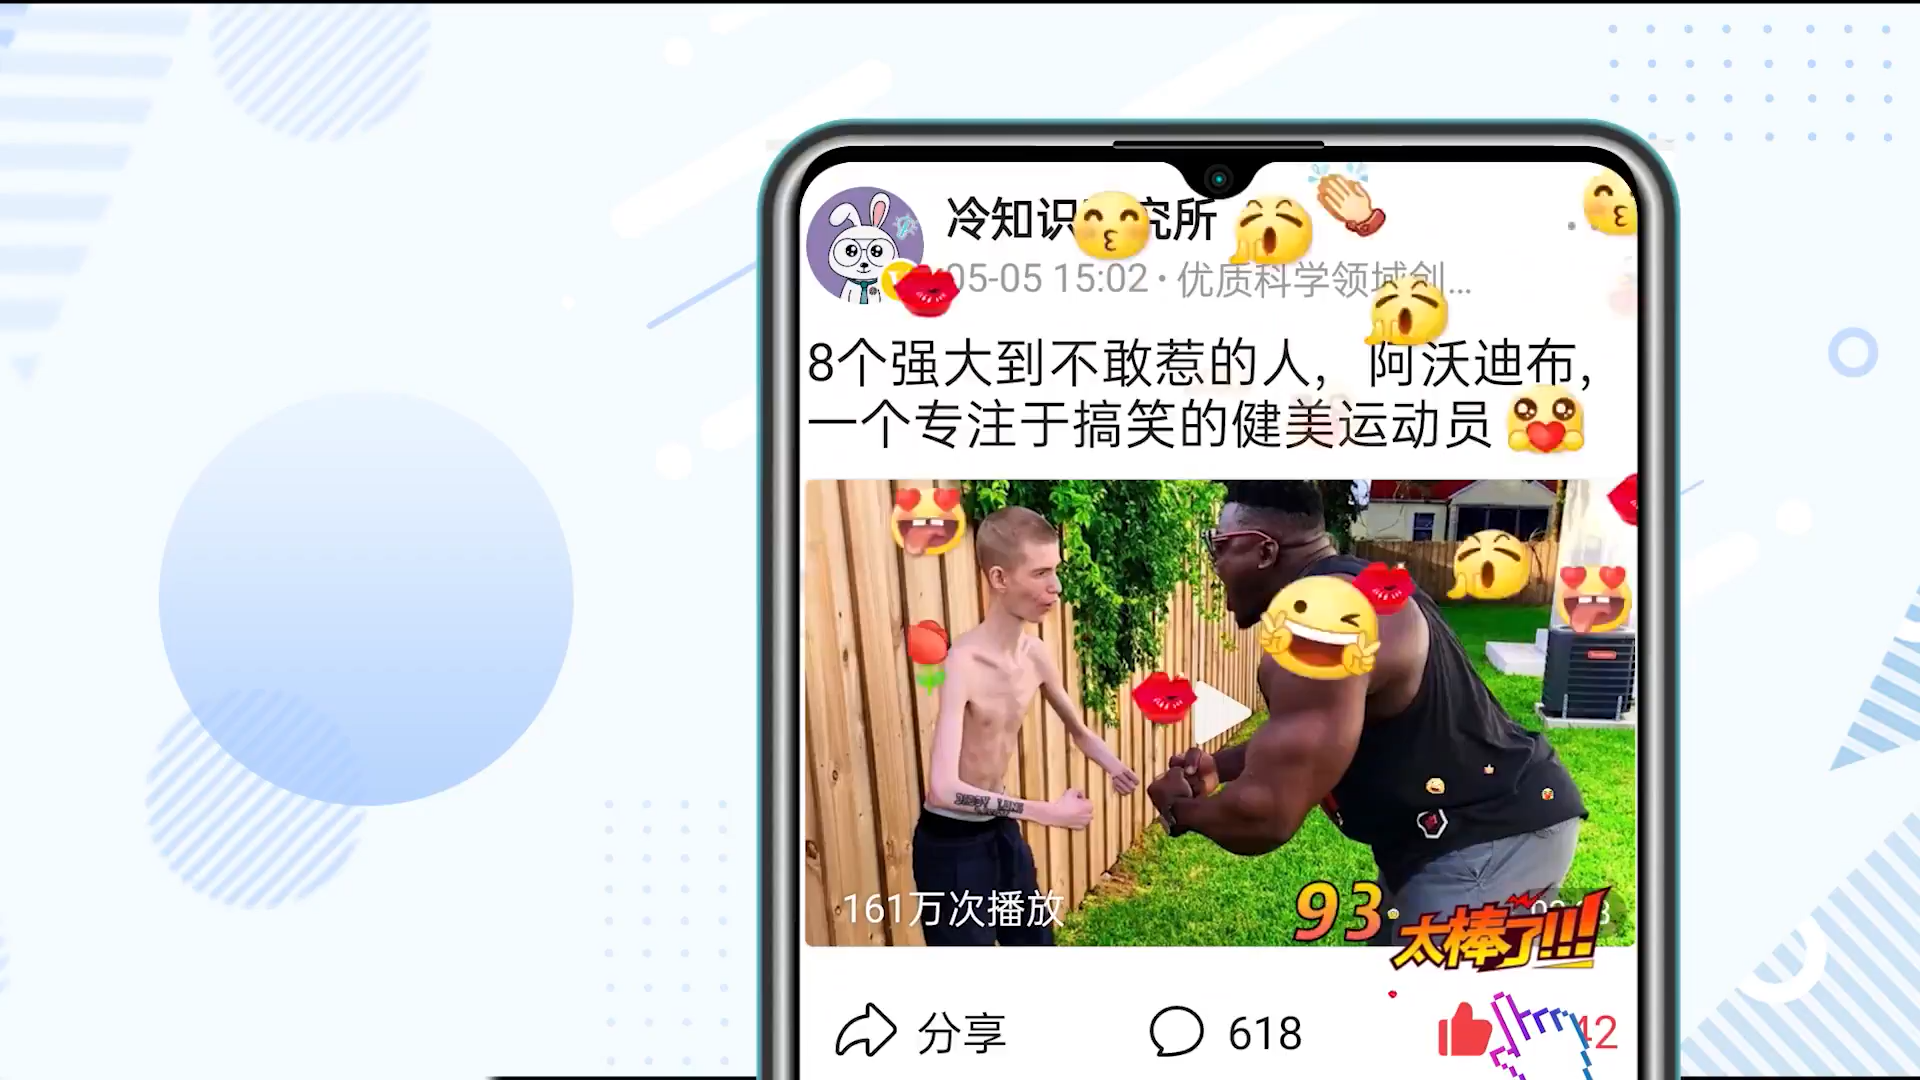 冷知识 究所
05-05 15:02 · 优质科学领域创...
8个强大到不敢惹的人，阿沃迪布，
一个专注于搞笑的健美运动员
161万次播放
93
太棒了!!!
分享
618